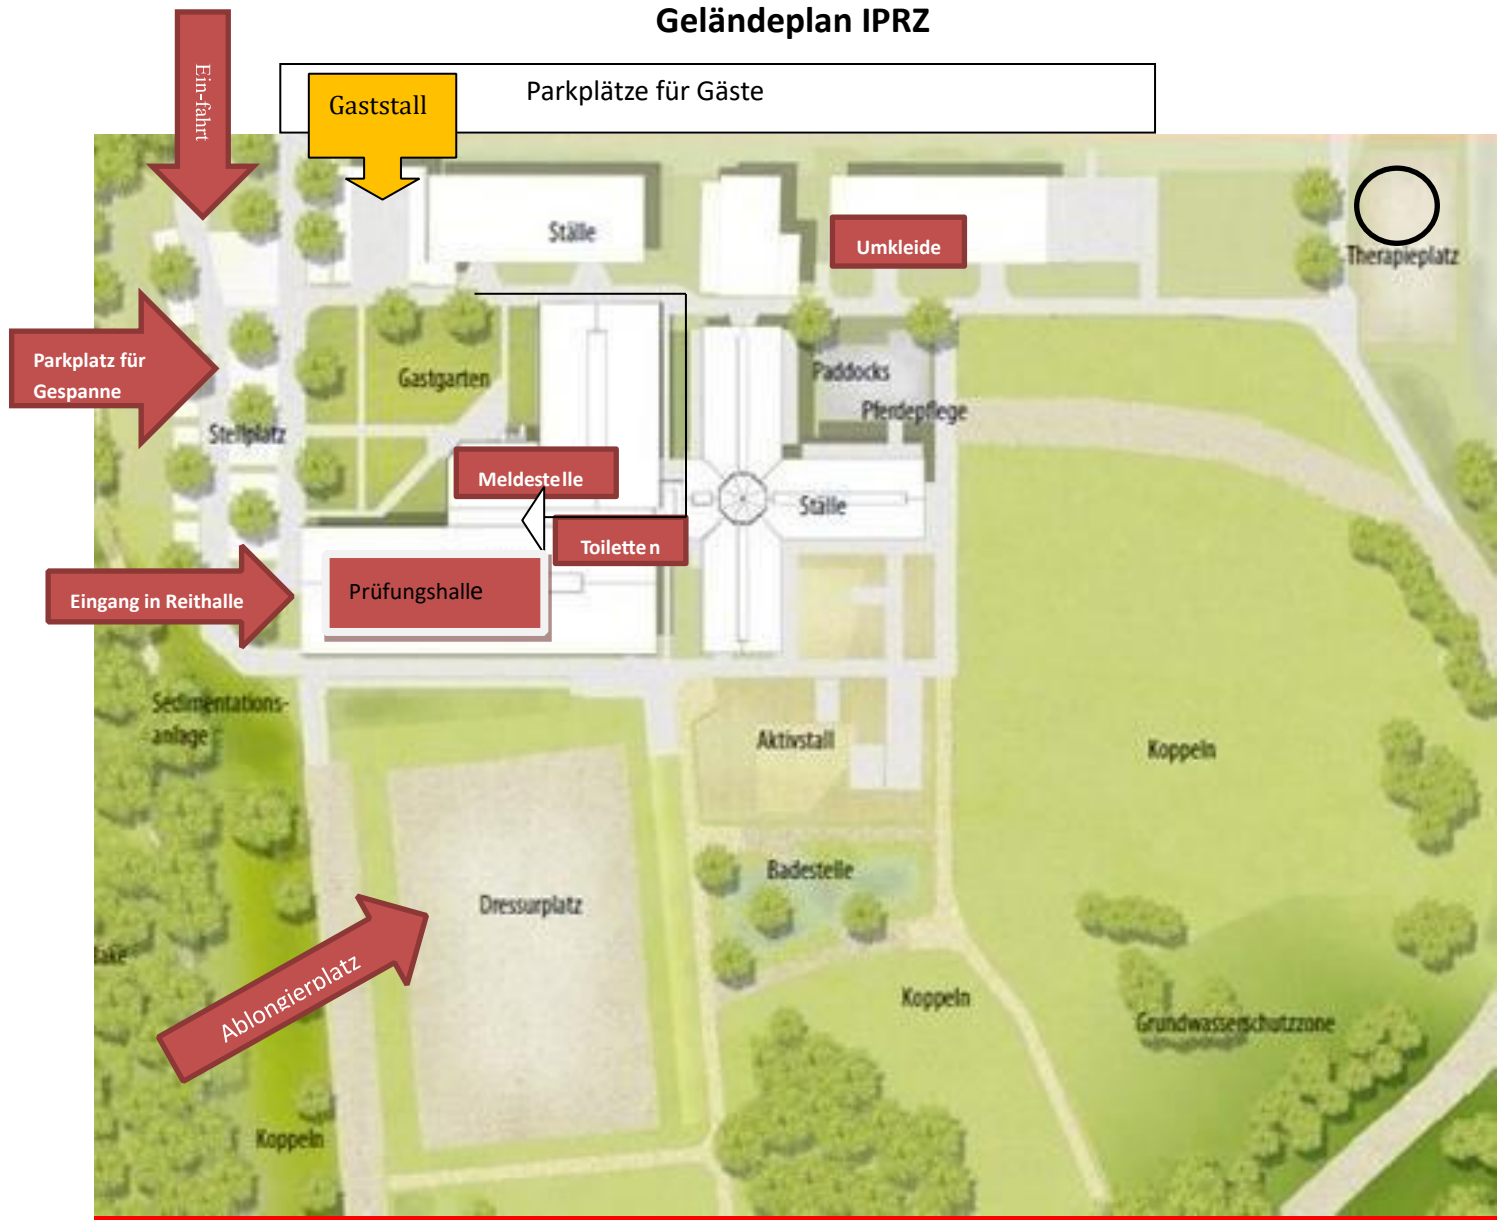 Geländeplan IPRZ
Ein-fahrt
Gaststall
Parkplätze für Gäste
Ställe
Umkleide
Therapieplatz
Parkplatz für
Gespanne
Gastgarten
Paddocks
Pferdepflege
Stellplatz
Meldestelle
Ställe
Toiletten
Eingang in Reithalle
Prüfungshalle
Sedimentations-
anlage
Aktivstall
Koppeln
Badestelle
Dressurplatz
Ablongierplatz
Koppeln
Grundwasserschutzzone
Koppeln